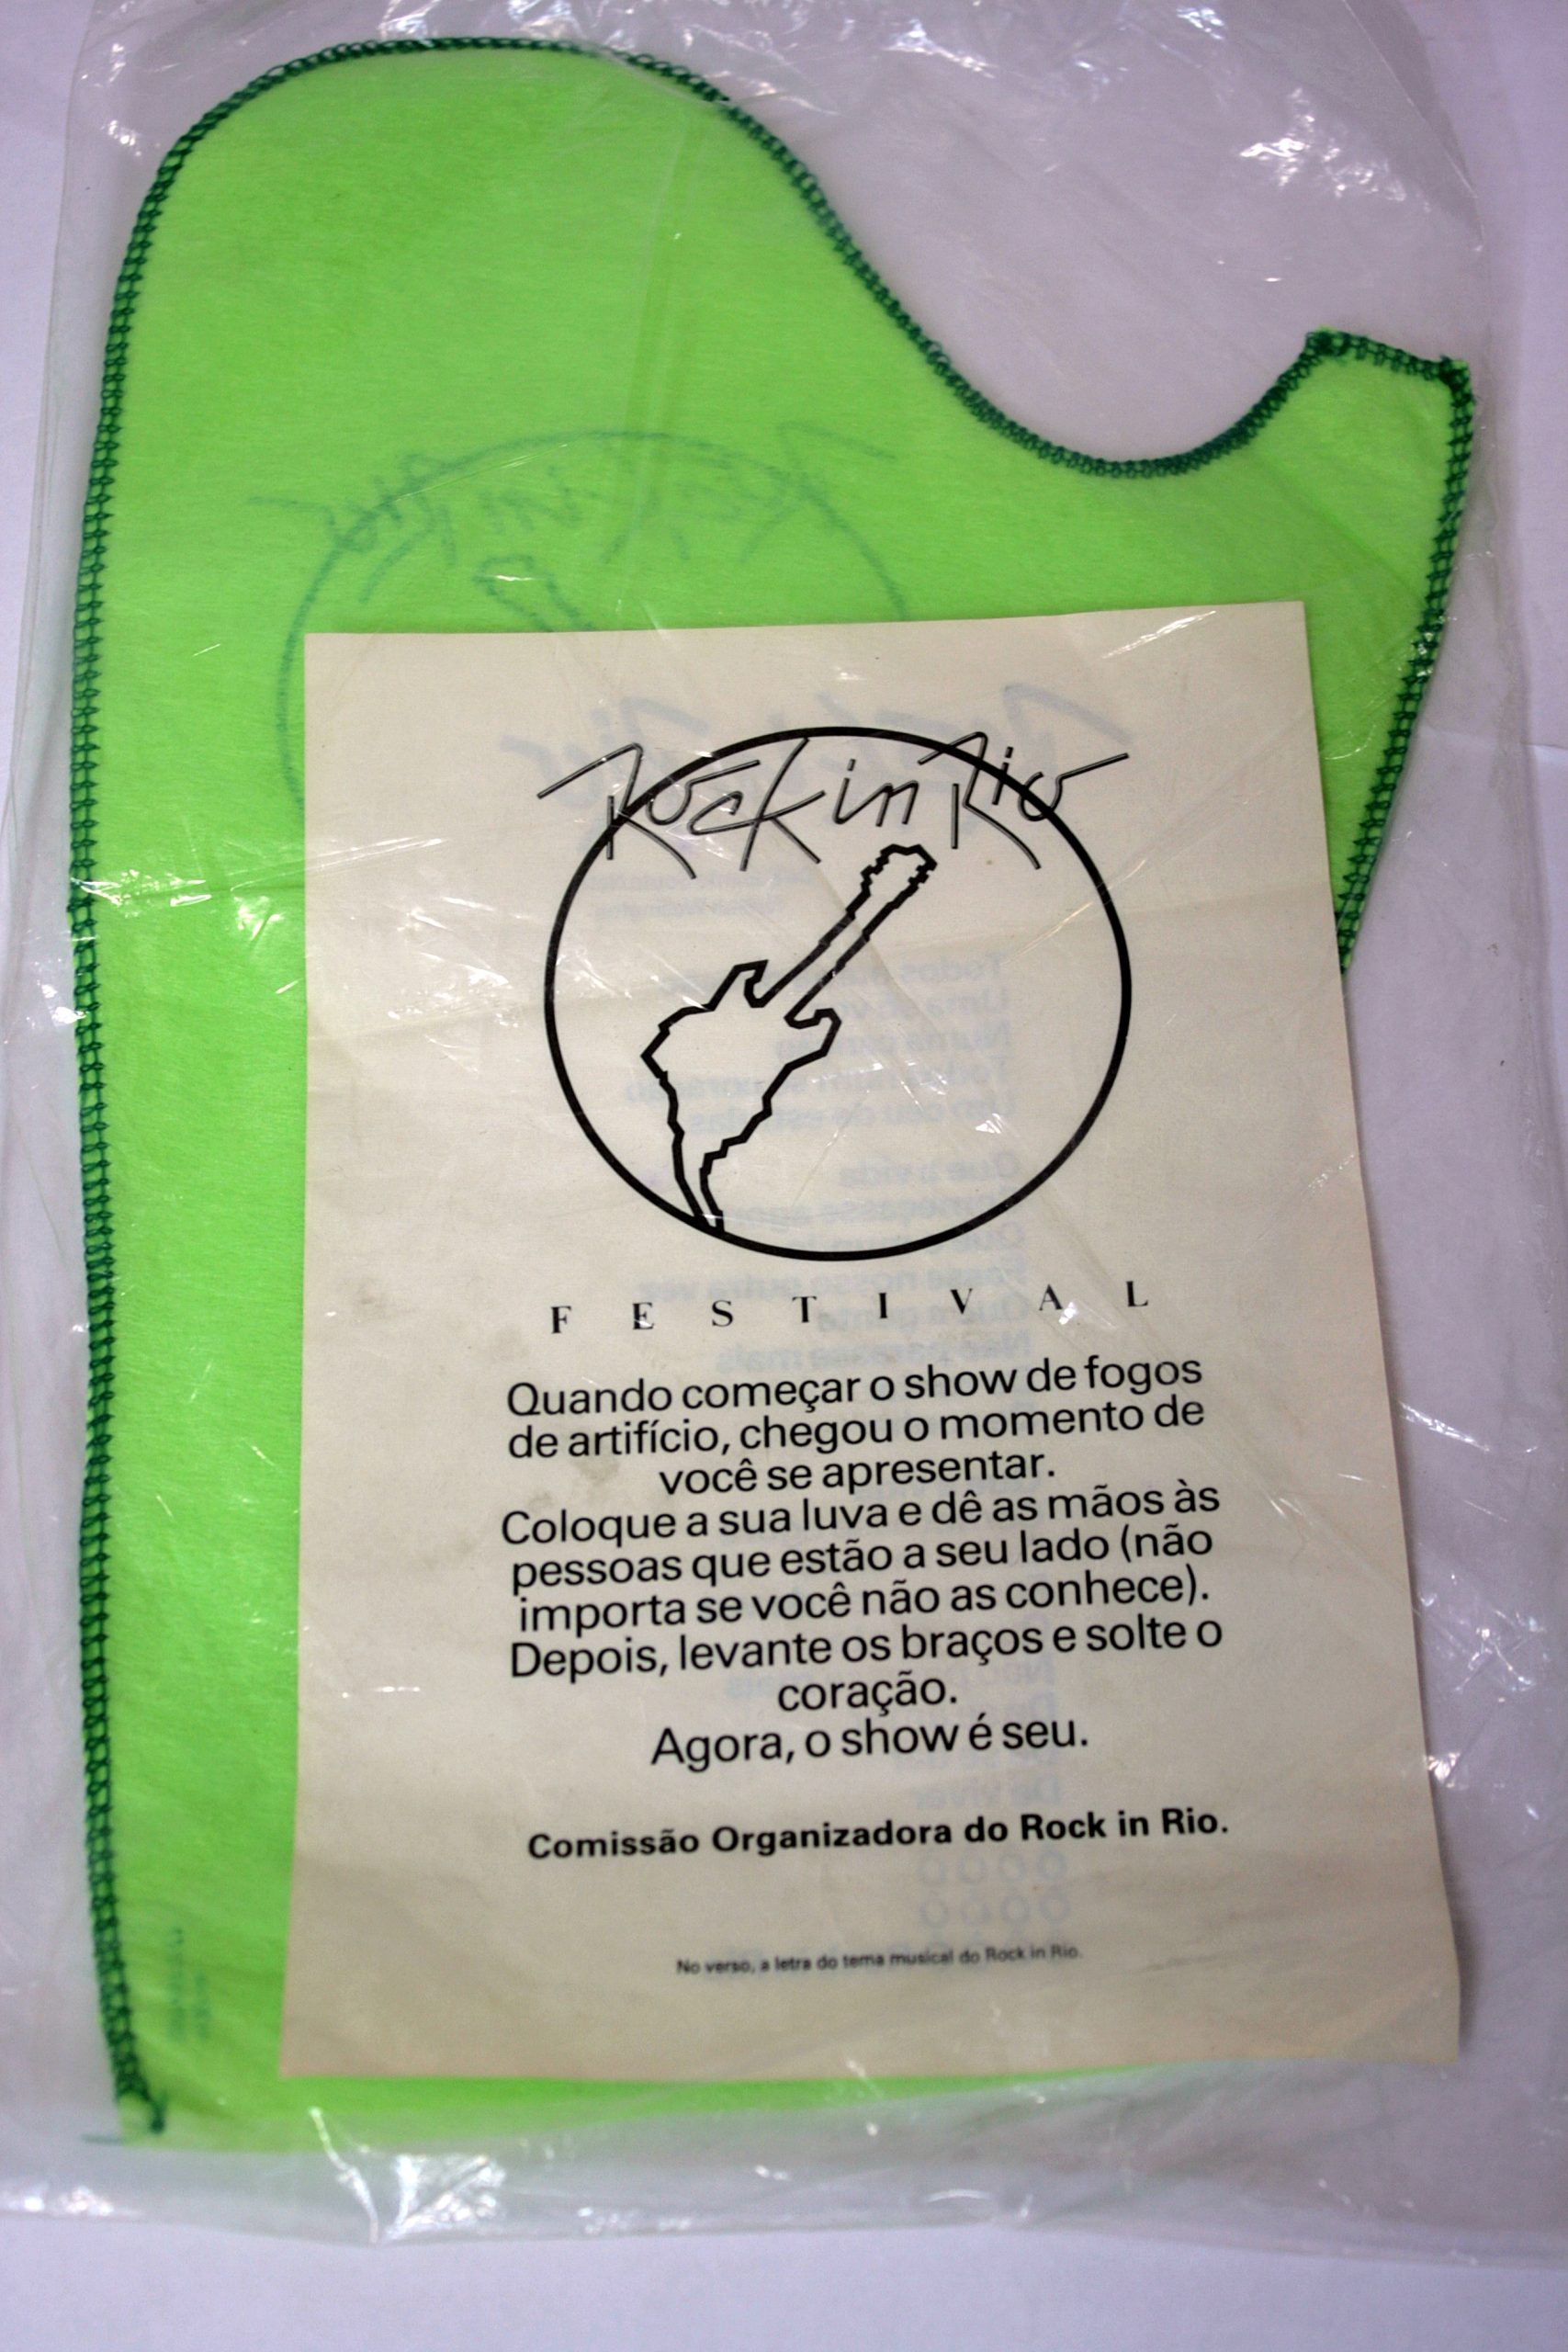 Rock in Rio
Rock in Rio
FESTIVAL
Quando começar o show de fogos
de artifício, chegou o momento de
você se apresentar.
Coloque a sua luva e dê as mãos às
pessoas que estão a seu lado (não
importa se você não as conhece).
Depois, levante os braços e solte o
coração.
Agora, o show é seu.
Comissão Organizadora do Rock in Rio.
No verso, a letra do tema musical do Rock in Rio.